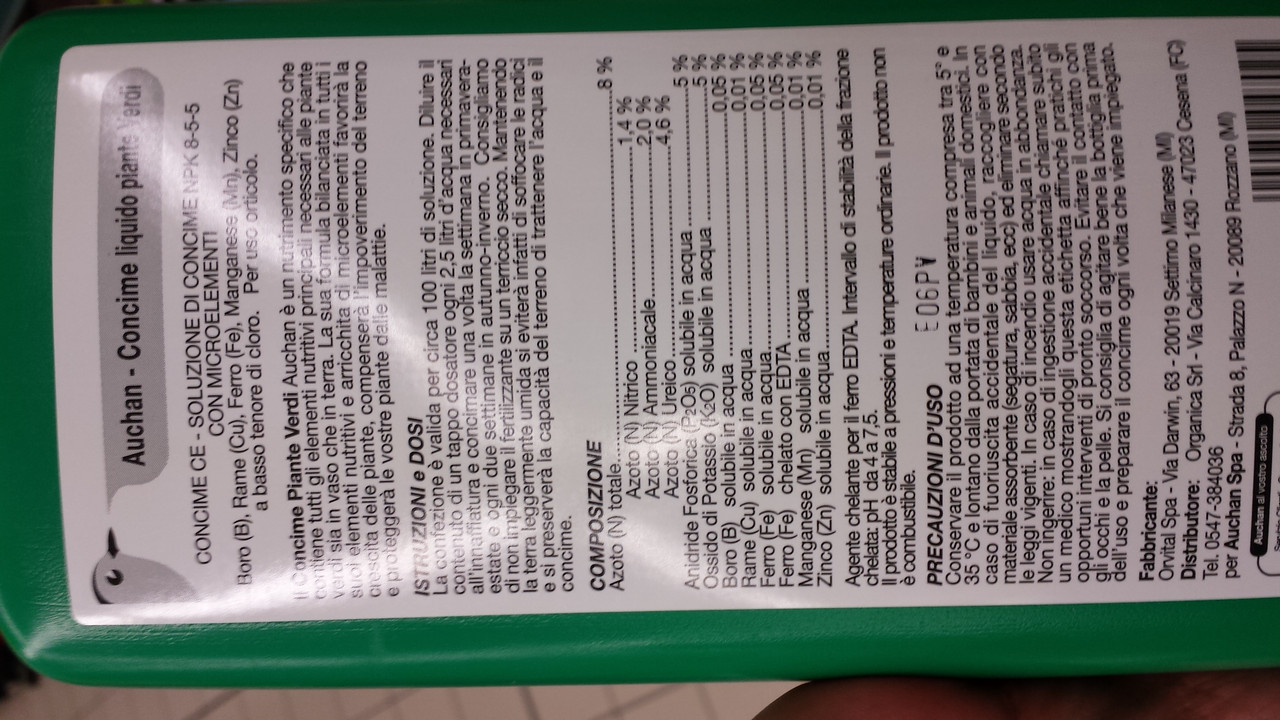 Auchan - Concime liquido piante Verdi
CONCIME CE - SOLUZIONE DI CONCIME NPK 8-5-5
CON MICROELEMENTI
Boro (B), Rame (Cu), Ferro (Fe), Manganese (Mn), Zinco (Zn)
a basso tenore di cloro. Per uso orticolo.
Il Concime Piante Verdi Auchan è un nutrimento specifico che
contiene tutti gli elementi nutritivi principali necessari alle piante
verdi sia in vaso che in terra. La sua formula bilanciata in tutti i
suoi elementi nutritivi e arricchita di microelementi favorirà la
crescita delle piante, compenserà l'impoverimento del terreno
e proteggerà le vostre piante dalle malattie.
ISTRUZIONI e DOSI
La confezione è valida per circa 100 litri di soluzione. Diluire il
contenuto di un tappo dosatore ogni 2,5 litri d'acqua necessari
all'innaffiatura e concimare una volta la settimana in primavera-
estate e ogni due settimane in autunno-inverno. Consigliamo
di non impiegare il fertilizzante su un terriccio secco. Mantenendo
la terra leggermente umida si eviterà infatti di soffocare le radici
e si preserverà la capacità del terreno di trattenere l'acqua e il
concime.
COMPOSIZIONE
Azoto (N) totale..........8 %
Azoto (N) Nitrico..........1,4 %
Azoto (N) Ammoniacale..........2,0 %
Azoto (N) Ureico..........4,6 %
Anidride Fosforica (P2O5) solubile in acqua..........5 %
Ossido di Potassio (K2O) solubile in acqua..........5 %
Boro (B) solubile in acqua..........0,05 %
Rame (Cu) solubile in acqua..........0,01 %
Ferro (Fe) solubile in acqua..........0,05 %
Ferro (Fe) chelato con EDTA..........0,05 %
Manganese (Mn) solubile in acqua..........0,01 %
Zinco (Zn) solubile in acqua..........0,01 %
Agente chelante per il ferro EDTA. Intervallo di stabilità della frazione
chelata: pH da 4 a 7,5.
Il prodotto è stabile a pressioni e temperature ordinarie. Il prodotto non
è combustibile.
E06PV
PRECAUZIONI D'USO
Conservare il prodotto ad una temperatura compresa tra 5° e
35 °C e lontano dalla portata di bambini e animali domestici. In
caso di fuoriuscita accidentale del liquido, raccogliere con
materiale assorbente (segatura, sabbia, ecc) ed eliminare secondo
le leggi vigenti. In caso di incendio usare acqua in abbondanza.
Non ingerire: in caso di ingestione accidentale chiamare subito
un medico mostrandogli questa etichetta affinché pratichi gli
opportuni interventi di pronto soccorso. Evitare il contatto con
gli occhi e la pelle. Si consiglia di agitare bene la bottiglia prima
dell'uso e preparare il concime ogni volta che viene impiegato.
Fabbricante:
Orvital Spa - Via Darwin, 63 - 20019 Settimo Milanese (MI)
Distributore: Organica Srl - Via Calcinaro 1430 - 47023 Cesena (FC)
Tel. 0547-384036
per Auchan Spa - Strada 8, Palazzo N - 20089 Rozzano (MI)
Auchan al vostro ascolto